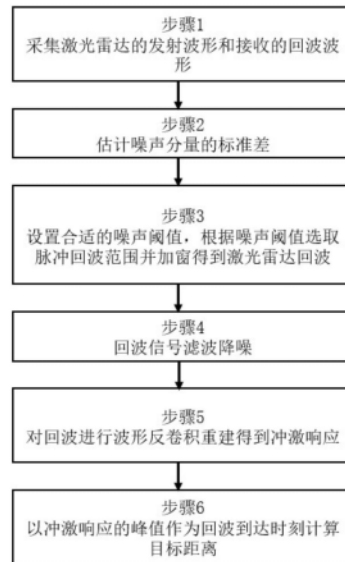 步骤1
采集激光雷达的发射波形和接收的回波波
形
步骤2
估计噪声分量的标准差
步骤3
设置合适的噪声阈值，根据噪声阈值选取
脉冲回波范围并加窗得到激光雷达回波
步骤4
回波信号滤波降噪
步骤5
对回波进行波形反卷积重建得到冲激响应
步骤6
以冲激响应的峰值作为回波到达时刻计算
目标距离